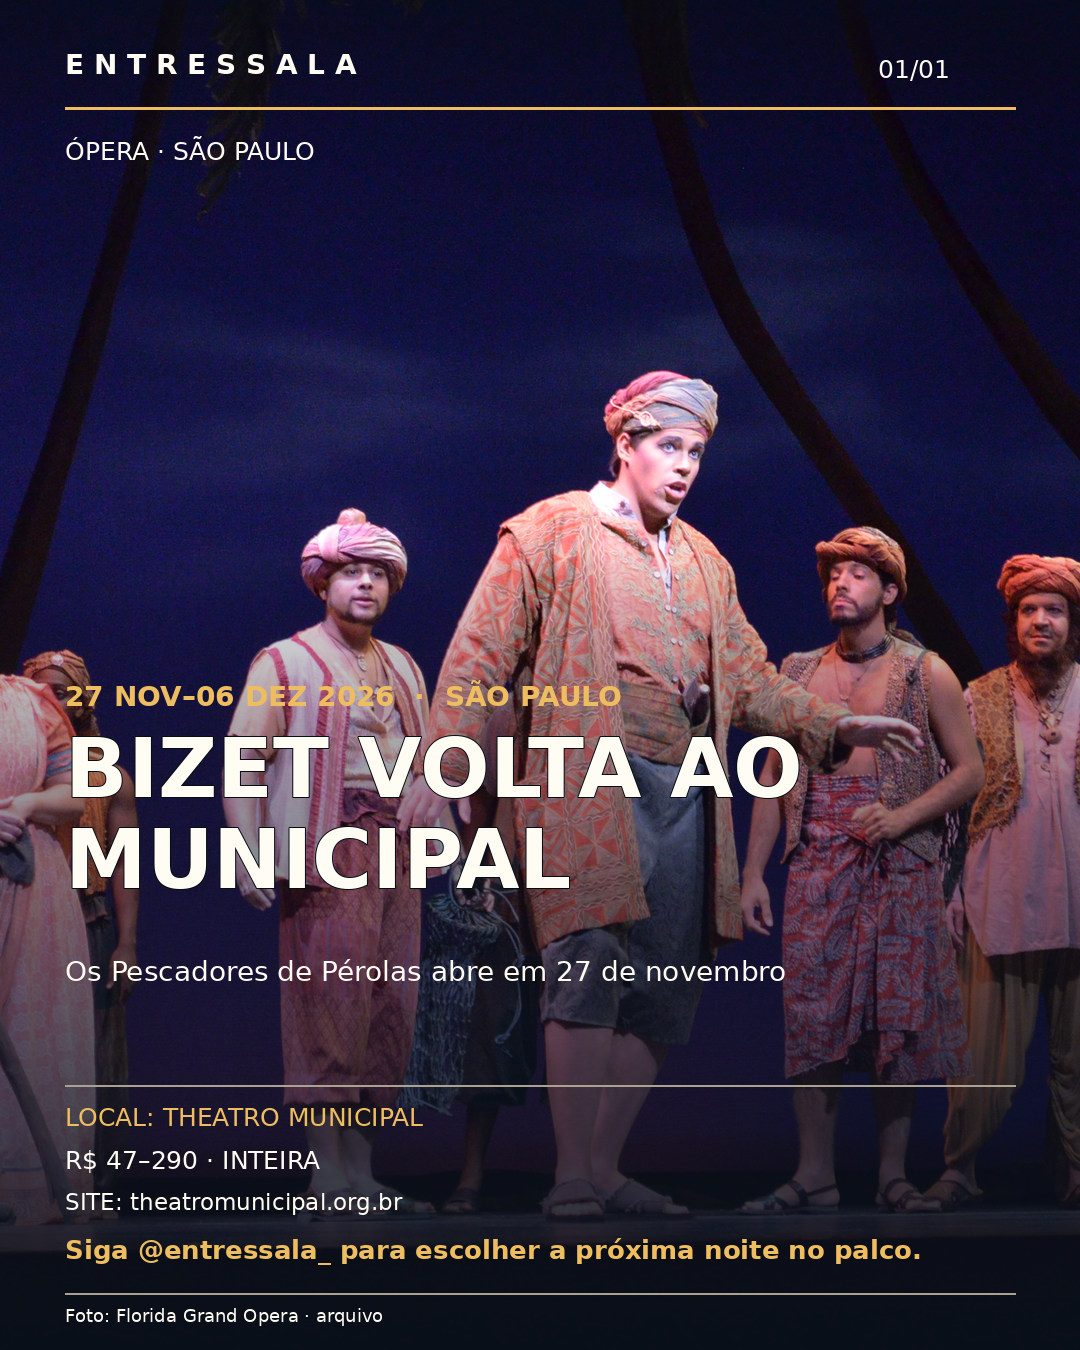 ENTRESSALA
01/01
ÓPERA · SÃO PAULO
27 NOV–06 DEZ 2026 · SÃO PAULO
BIZET VOLTA AO
MUNICIPAL
Os Pescadores de Pérolas abre em 27 de novembro
LOCAL: THEATRO MUNICIPAL
R$ 47–290 · INTEIRA
SITE: theatromunicipal.org.br
Siga @entressala_ para escolher a próxima noite no palco.
Foto: Florida Grand Opera · arquivo